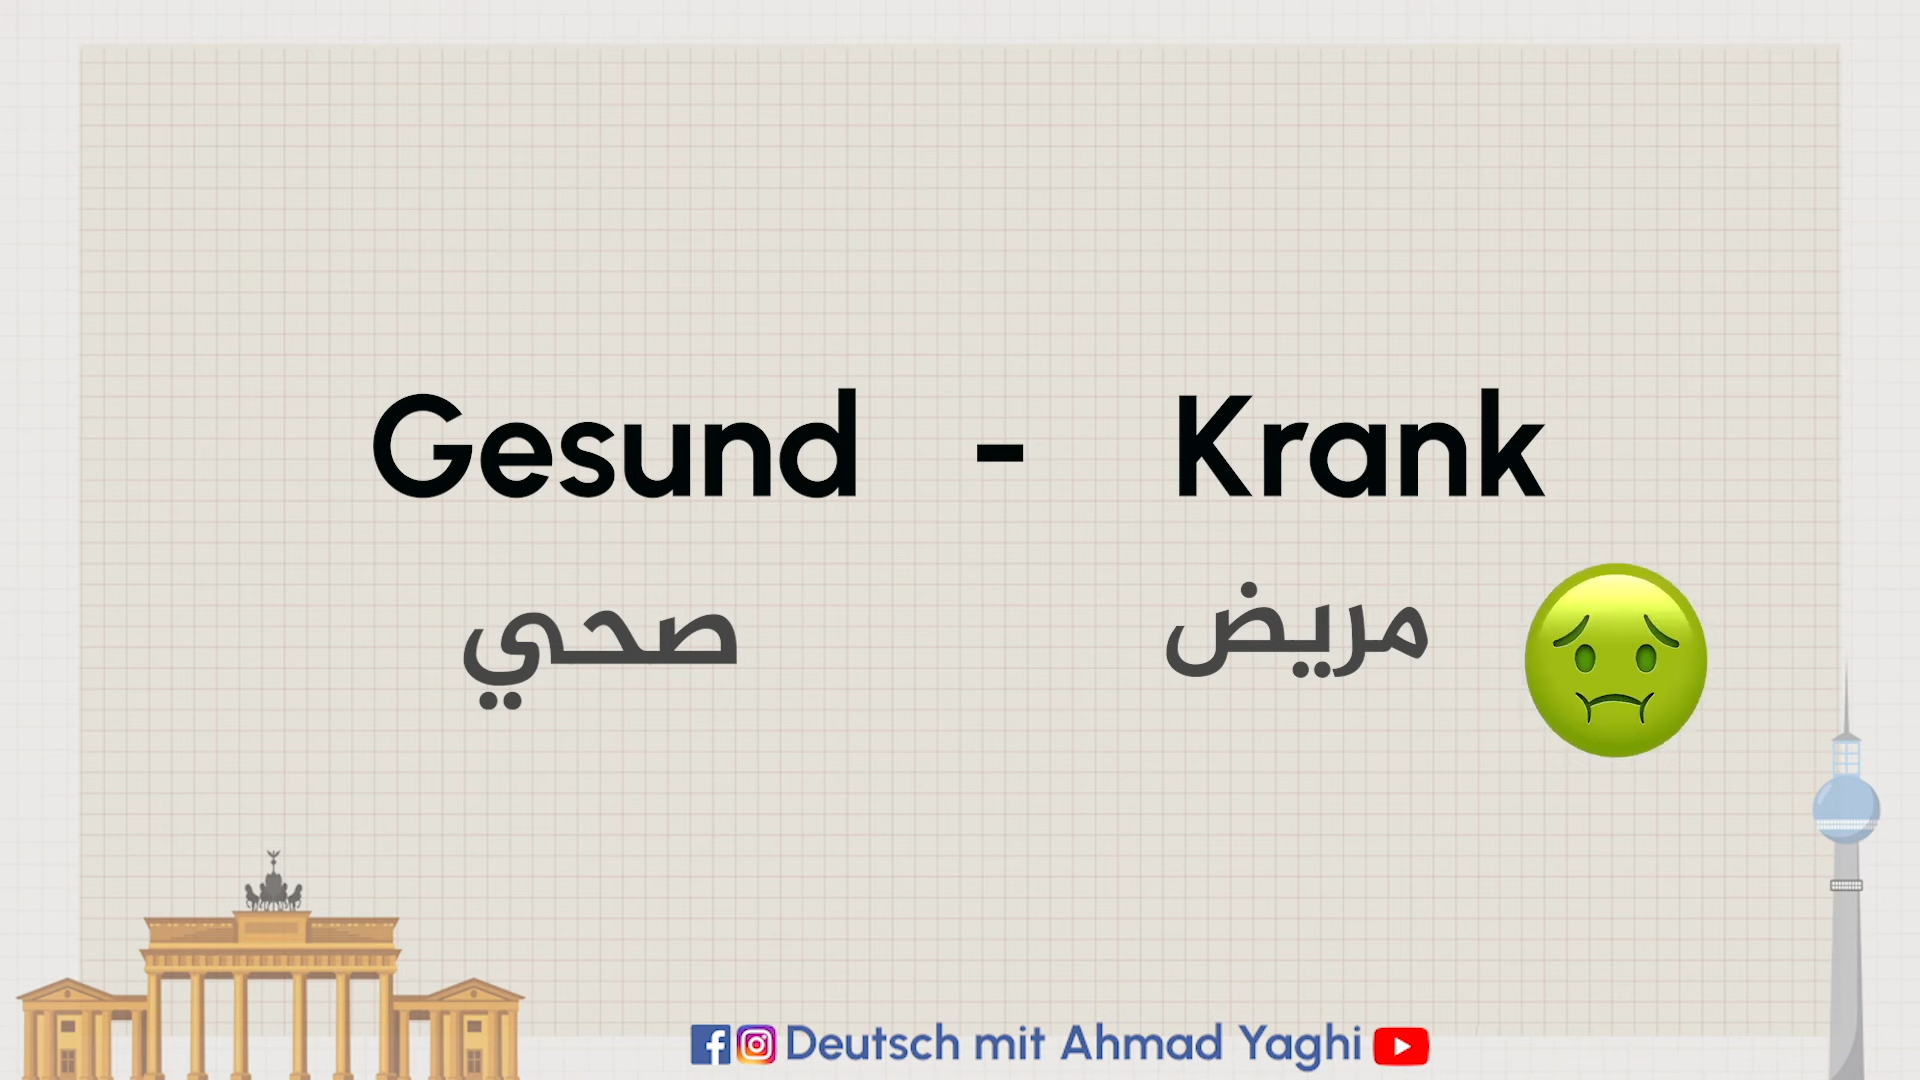 Gesund - Krank
صحي مريض
Deutsch mit Ahmad Yaghi